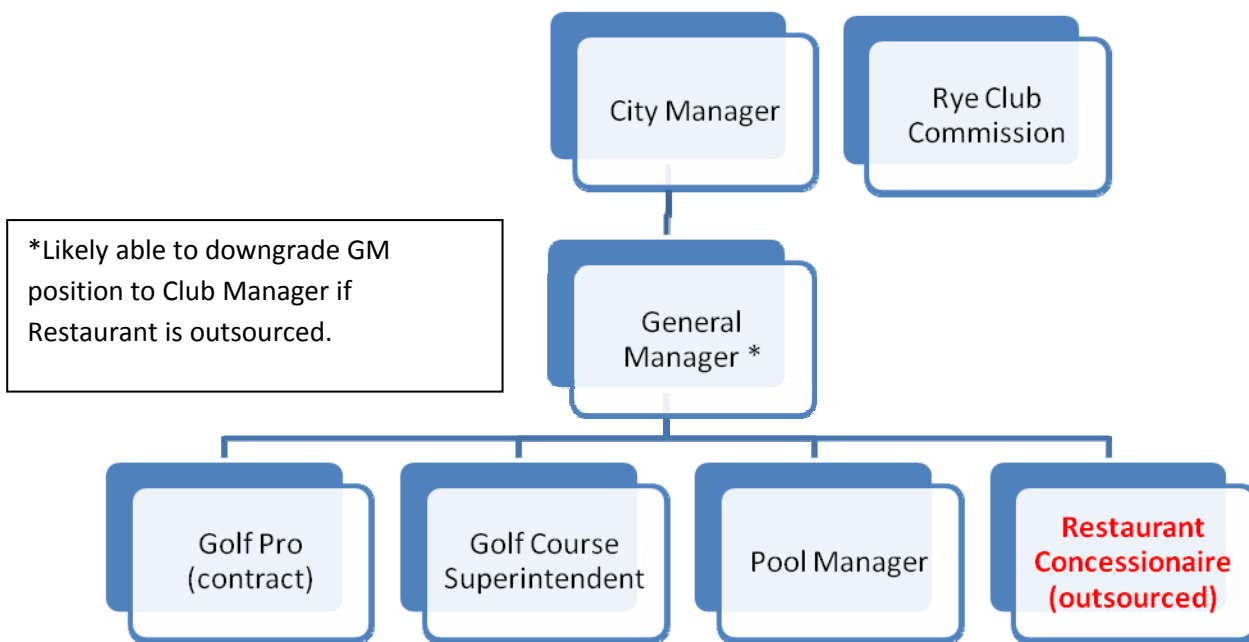 City Manager
Rye Club
Commission
*Likely able to downgrade GM
position to Club Manager if
Restaurant is outsourced.
General
Manager *
Golf Pro
(contract)
Golf Course
Superintendent
Pool Manager
Restaurant
Concessionaire
(outsourced)